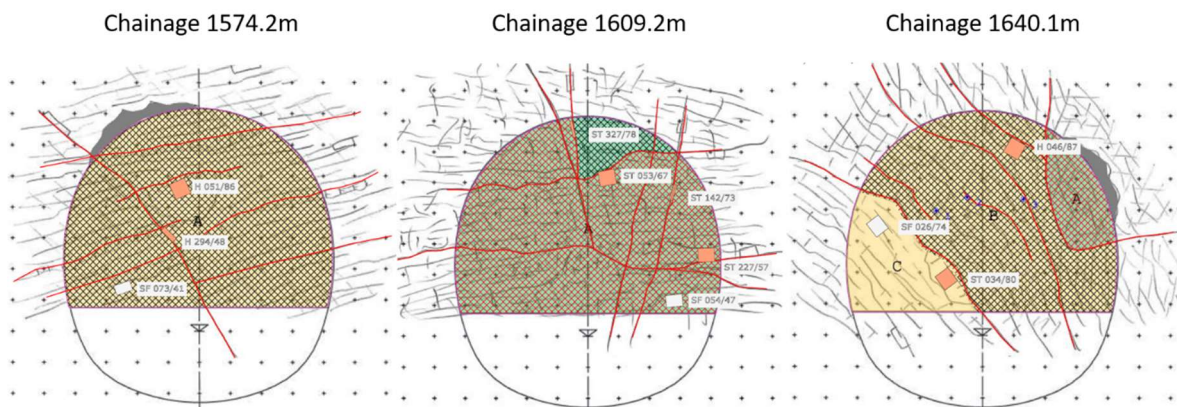 Chainage 1574.2m
Chainage 1609.2m
Chainage 1640.1m
H 051/86
A
H 294/48
SF 073/41
ST 327/78
ST 053/67
ST 142/73
A
ST 227/57
SF 054/47
H 046/87
A
B
SF 026/74
C
ST 034/80